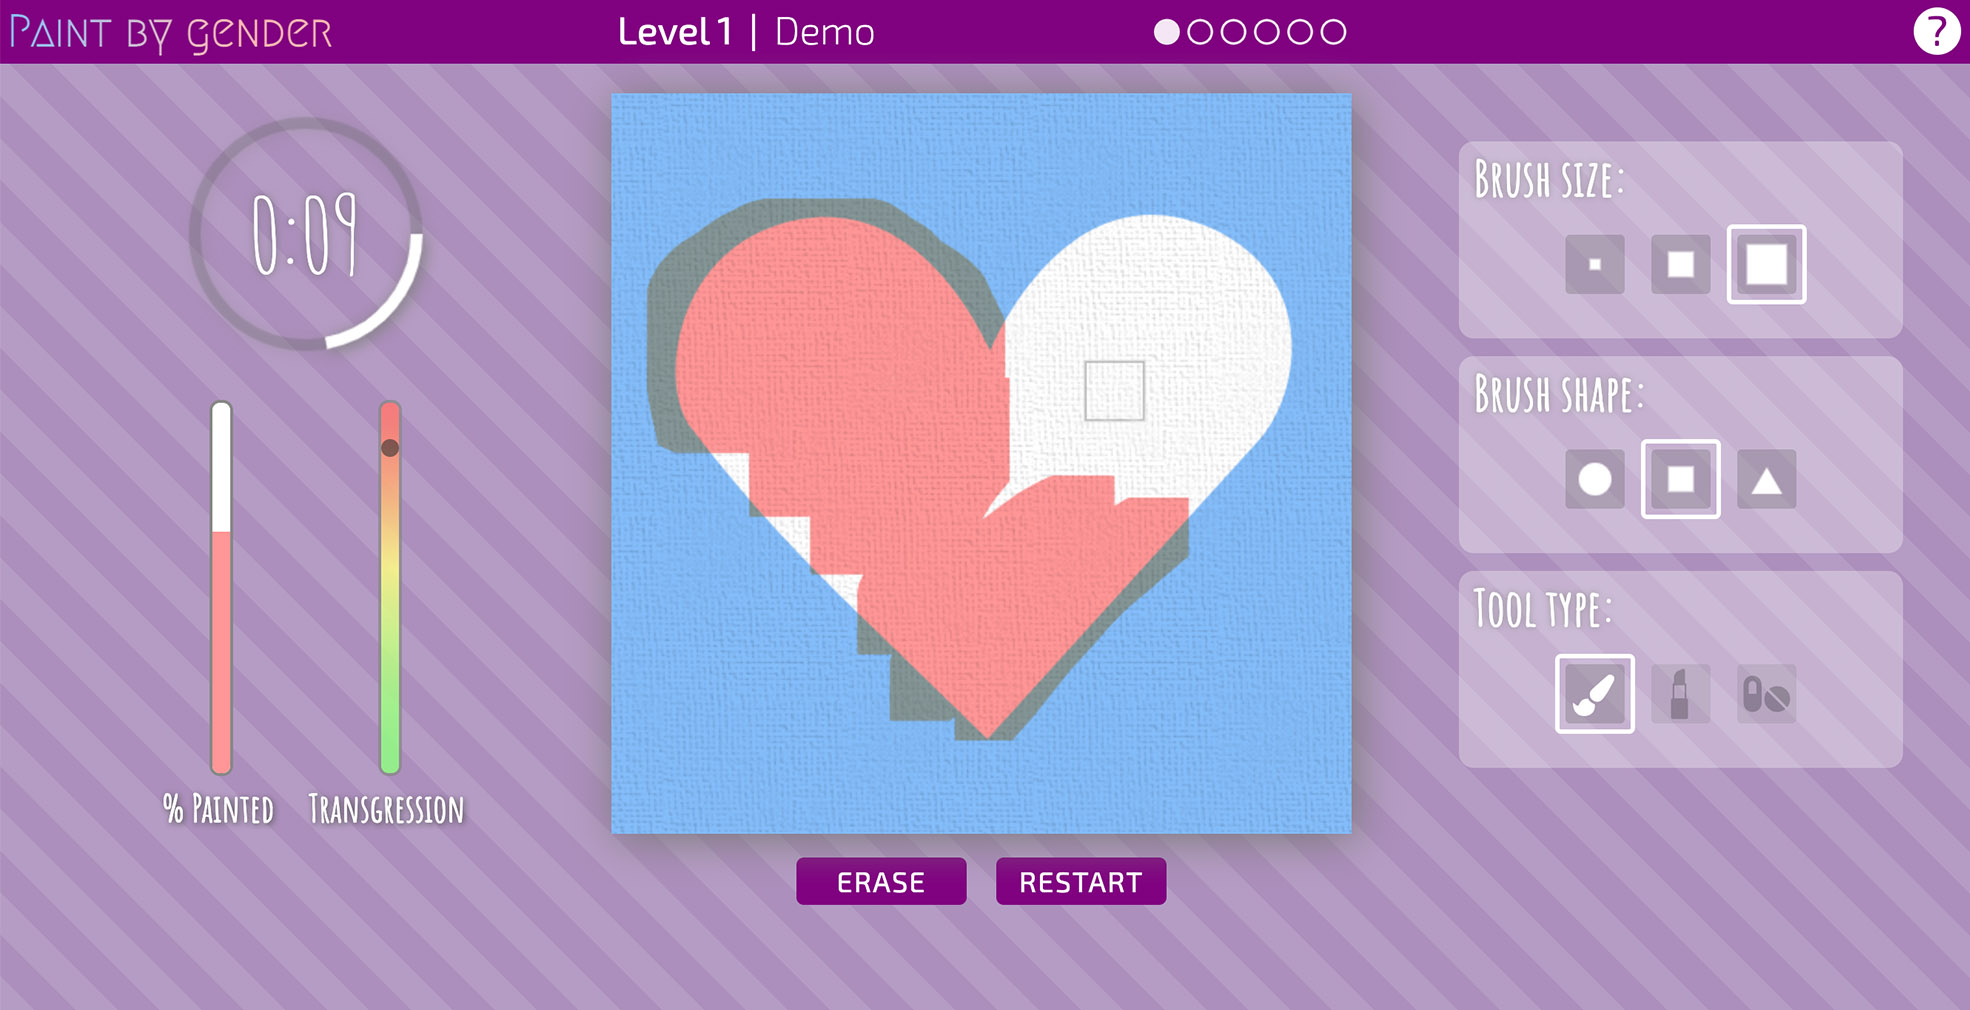 PAINT BY GENDER
Level 1 | Demo
?
0:09
BRUSH SIZE:
BRUSH SHAPE:
TOOL TYPE:
% PAINTED
TRANSGRESSION
ERASE
RESTART